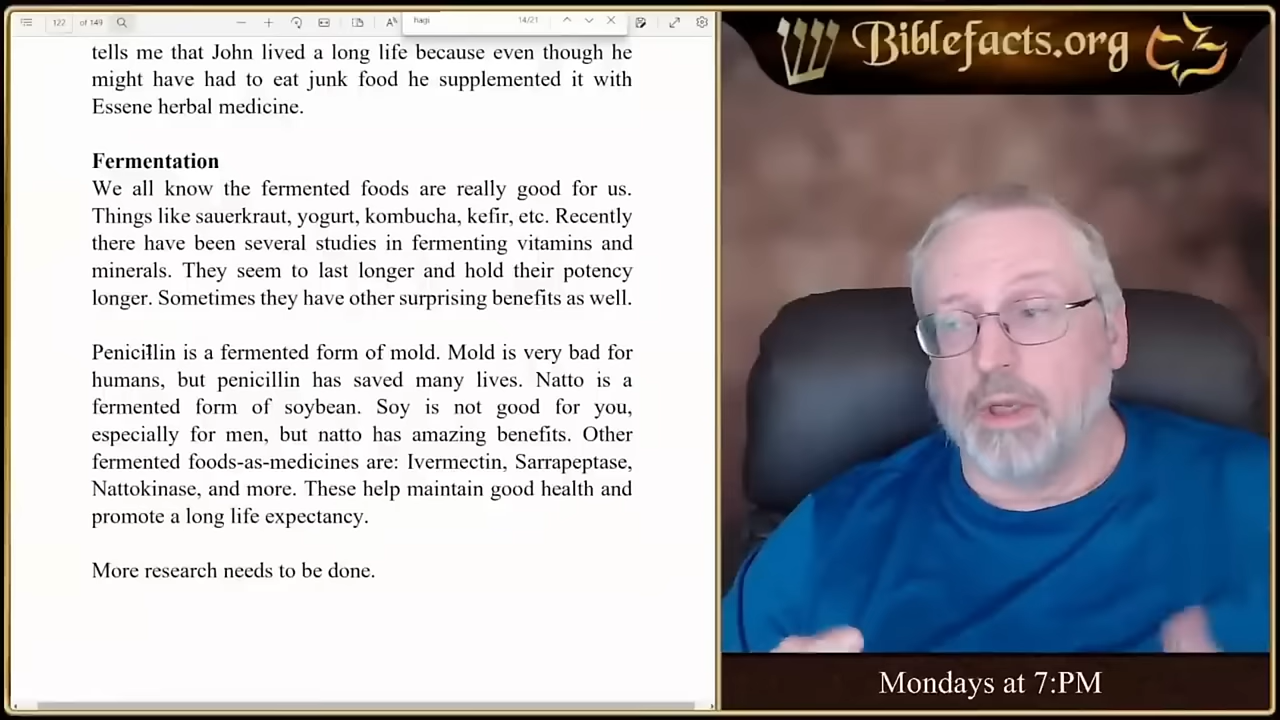 122 of 149
hagi 14/21
tells me that John lived a long life because even though he
might have had to eat junk food he supplemented it with
Essene herbal medicine.
Fermentation
We all know the fermented foods are really good for us.
Things like sauerkraut, yogurt, kombucha, kefir, etc. Recently
there have been several studies in fermenting vitamins and
minerals. They seem to last longer and hold their potency
longer. Sometimes they have other surprising benefits as well.
Penicillin is a fermented form of mold. Mold is very bad for
humans, but penicillin has saved many lives. Natto is a
fermented form of soybean. Soy is not good for you,
especially for men, but natto has amazing benefits. Other
fermented foods-as-medicines are: Ivermectin, Sarrapeptase,
Nattokinase, and more. These help maintain good health and
promote a long life expectancy.
More research needs to be done.
ש Biblefacts.org
Mondays at 7:PM